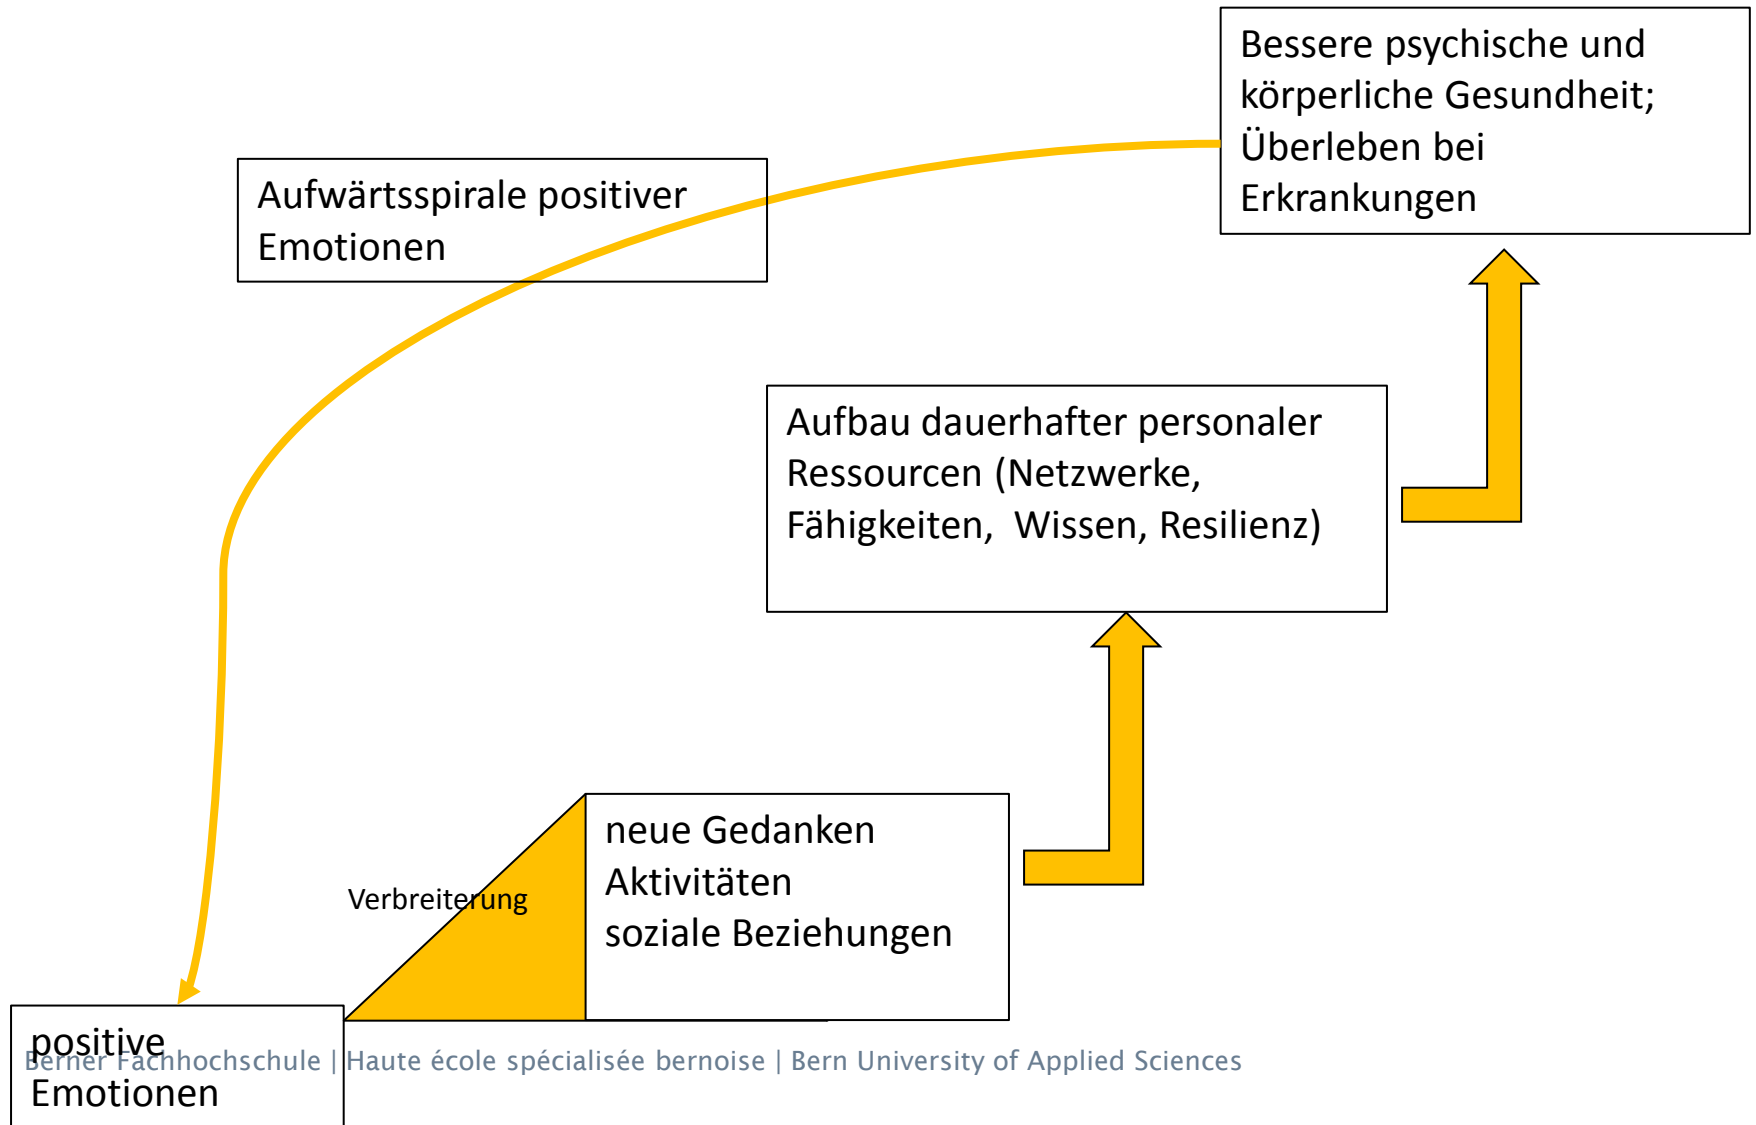 Bessere psychische und
körperliche Gesundheit;
Überleben bei
Erkrankungen
Aufwärtsspirale positiver
Emotionen
Aufbau dauerhafter personaler
Ressourcen (Netzwerke,
Fähigkeiten,  Wissen, Resilienz)
neue Gedanken
Aktivitäten
soziale Beziehungen
Verbreiterung
positive
Emotionen
Berner Fachhochschule | Haute école spécialisée bernoise | Bern University of Applied Sciences